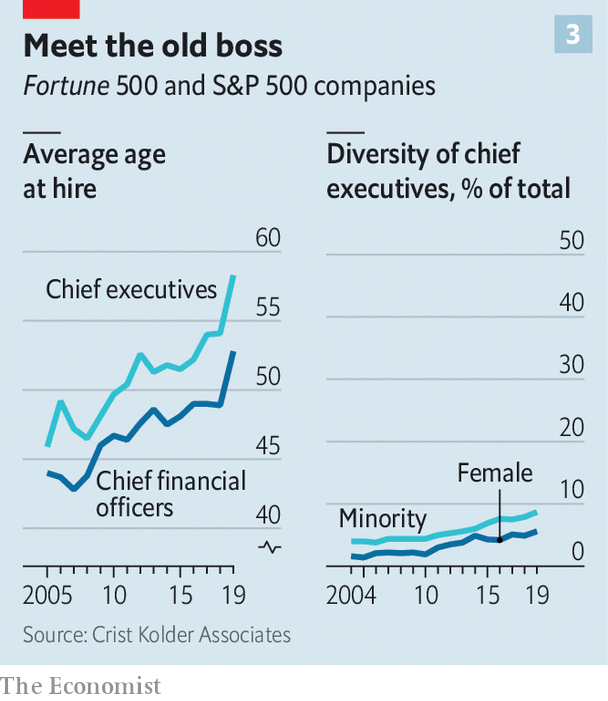 Meet the old boss
3
Fortune 500 and S&P 500 companies
Average age
at hire
60
Chief executives
55
50
45
Chief financial
officers
40
2005 10 15 19
Diversity of chief
executives, % of total
50
40
30
20
Female
10
Minority
0
2004 10 15 19
Source: Crist Kolder Associates
The Economist